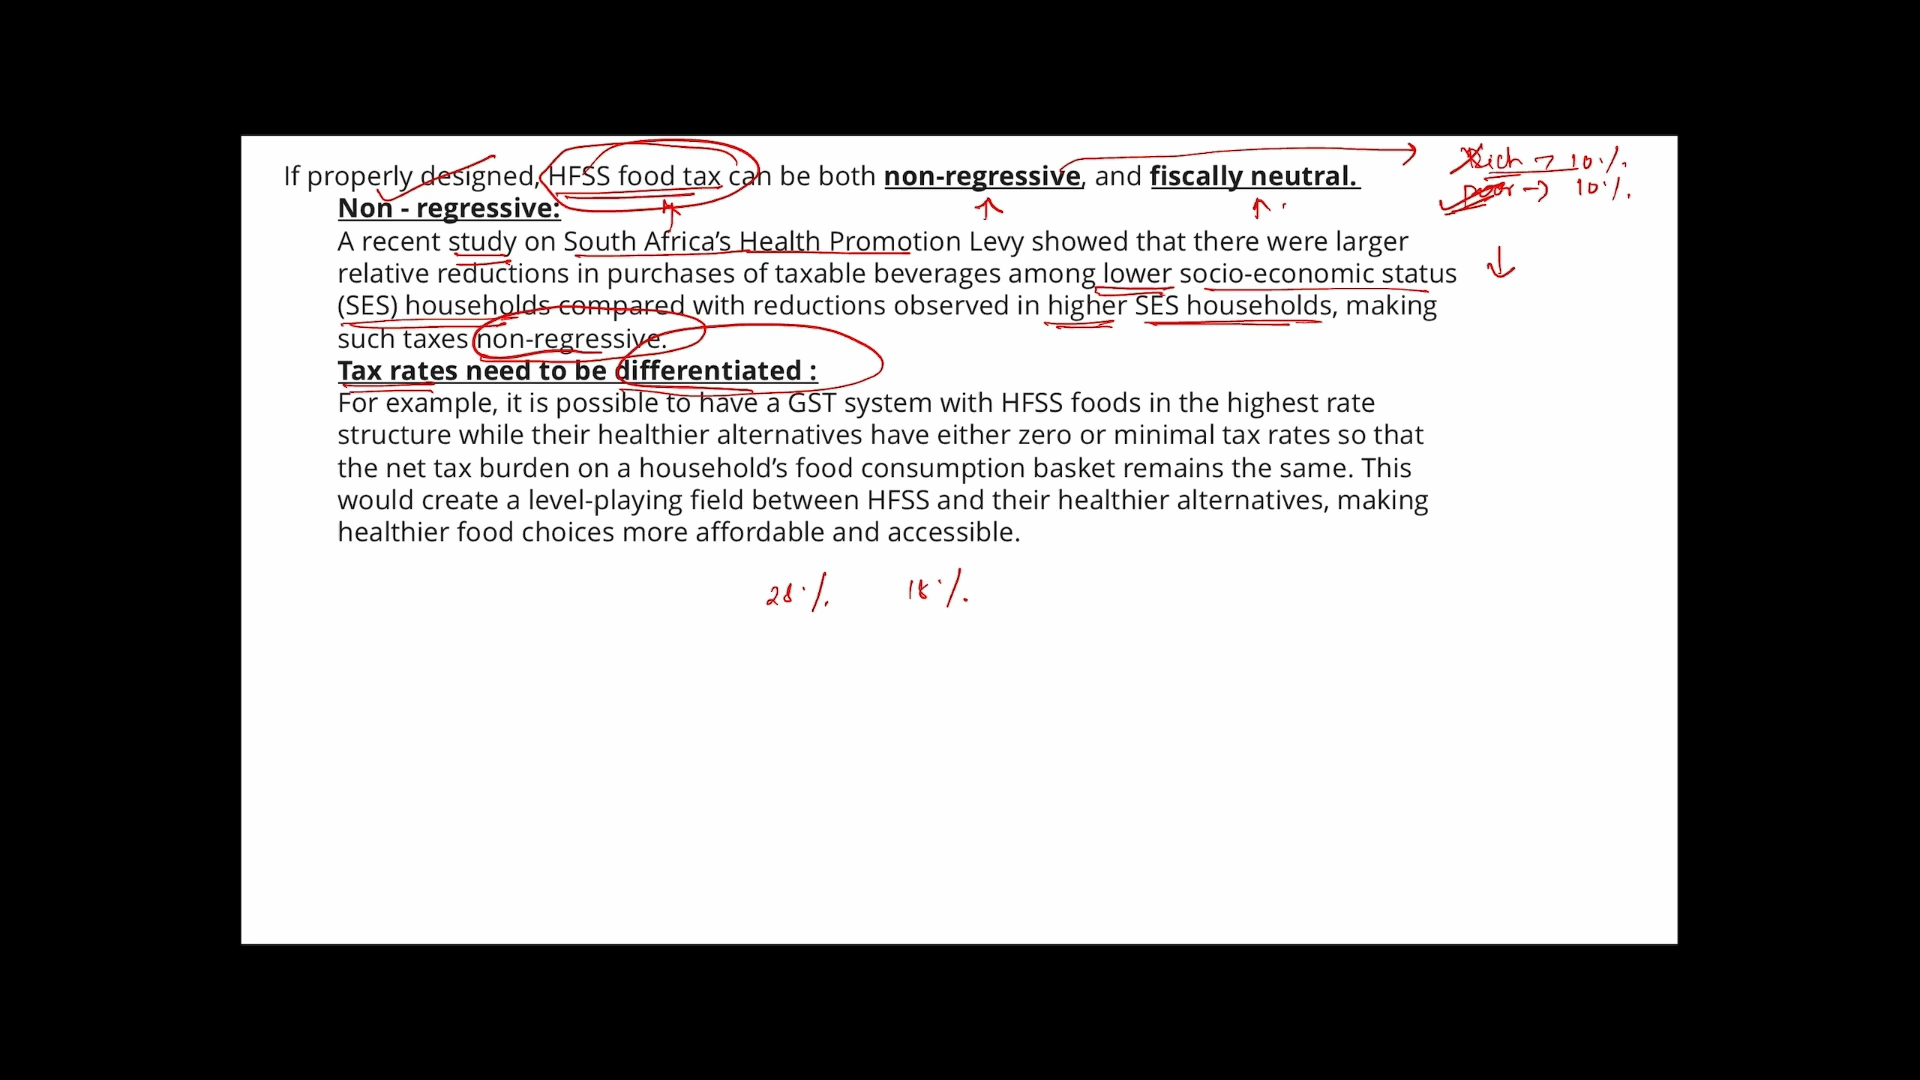 If properly designed, HFSS food tax can be both non-regressive, and fiscally neutral.
Rich → 10%
Poor → 10%.
Non - regressive:
A recent study on South Africa’s Health Promotion Levy showed that there were larger
relative reductions in purchases of taxable beverages among lower socio-economic status
(SES) households compared with reductions observed in higher SES households, making
such taxes non-regressive.
Tax rates need to be differentiated :
For example, it is possible to have a GST system with HFSS foods in the highest rate
structure while their healthier alternatives have either zero or minimal tax rates so that
the net tax burden on a household’s food consumption basket remains the same. This
would create a level-playing field between HFSS and their healthier alternatives, making
healthier food choices more affordable and accessible.
28% 18%